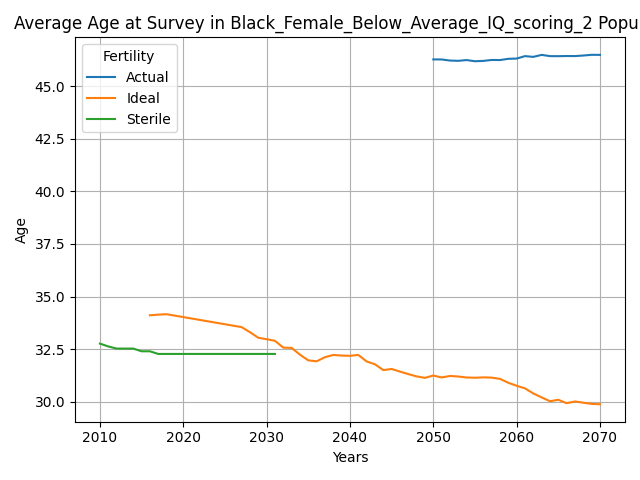 Average Age at Survey in Black_Female_Below_Average_IQ_scoring_2 Popu
Fertility
Actual
Ideal
Sterile
45.0
42.5
40.0
37.5
35.0
32.5
30.0
Age
2010 2020 2030 2040 2050 2060 2070
Years